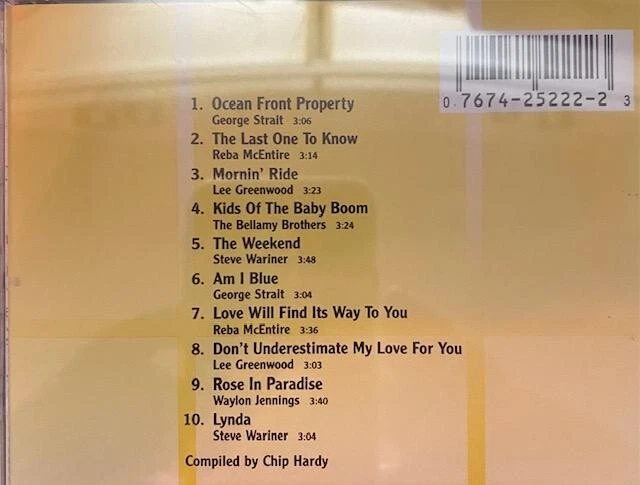 0 7674-25222-2 3
1. Ocean Front Property
George Strait 3:06
2. The Last One To Know
Reba McEntire 3:14
3. Mornin' Ride
Lee Greenwood 3:23
4. Kids Of The Baby Boom
The Bellamy Brothers 3:24
5. The Weekend
Steve Wariner 3:48
6. Am I Blue
George Strait 3:04
7. Love Will Find Its Way To You
Reba McEntire 3:36
8. Don't Underestimate My Love For You
Lee Greenwood 3:03
9. Rose In Paradise
Waylon Jennings 3:40
10. Lynda
Steve Wariner 3:04
Compiled by Chip Hardy